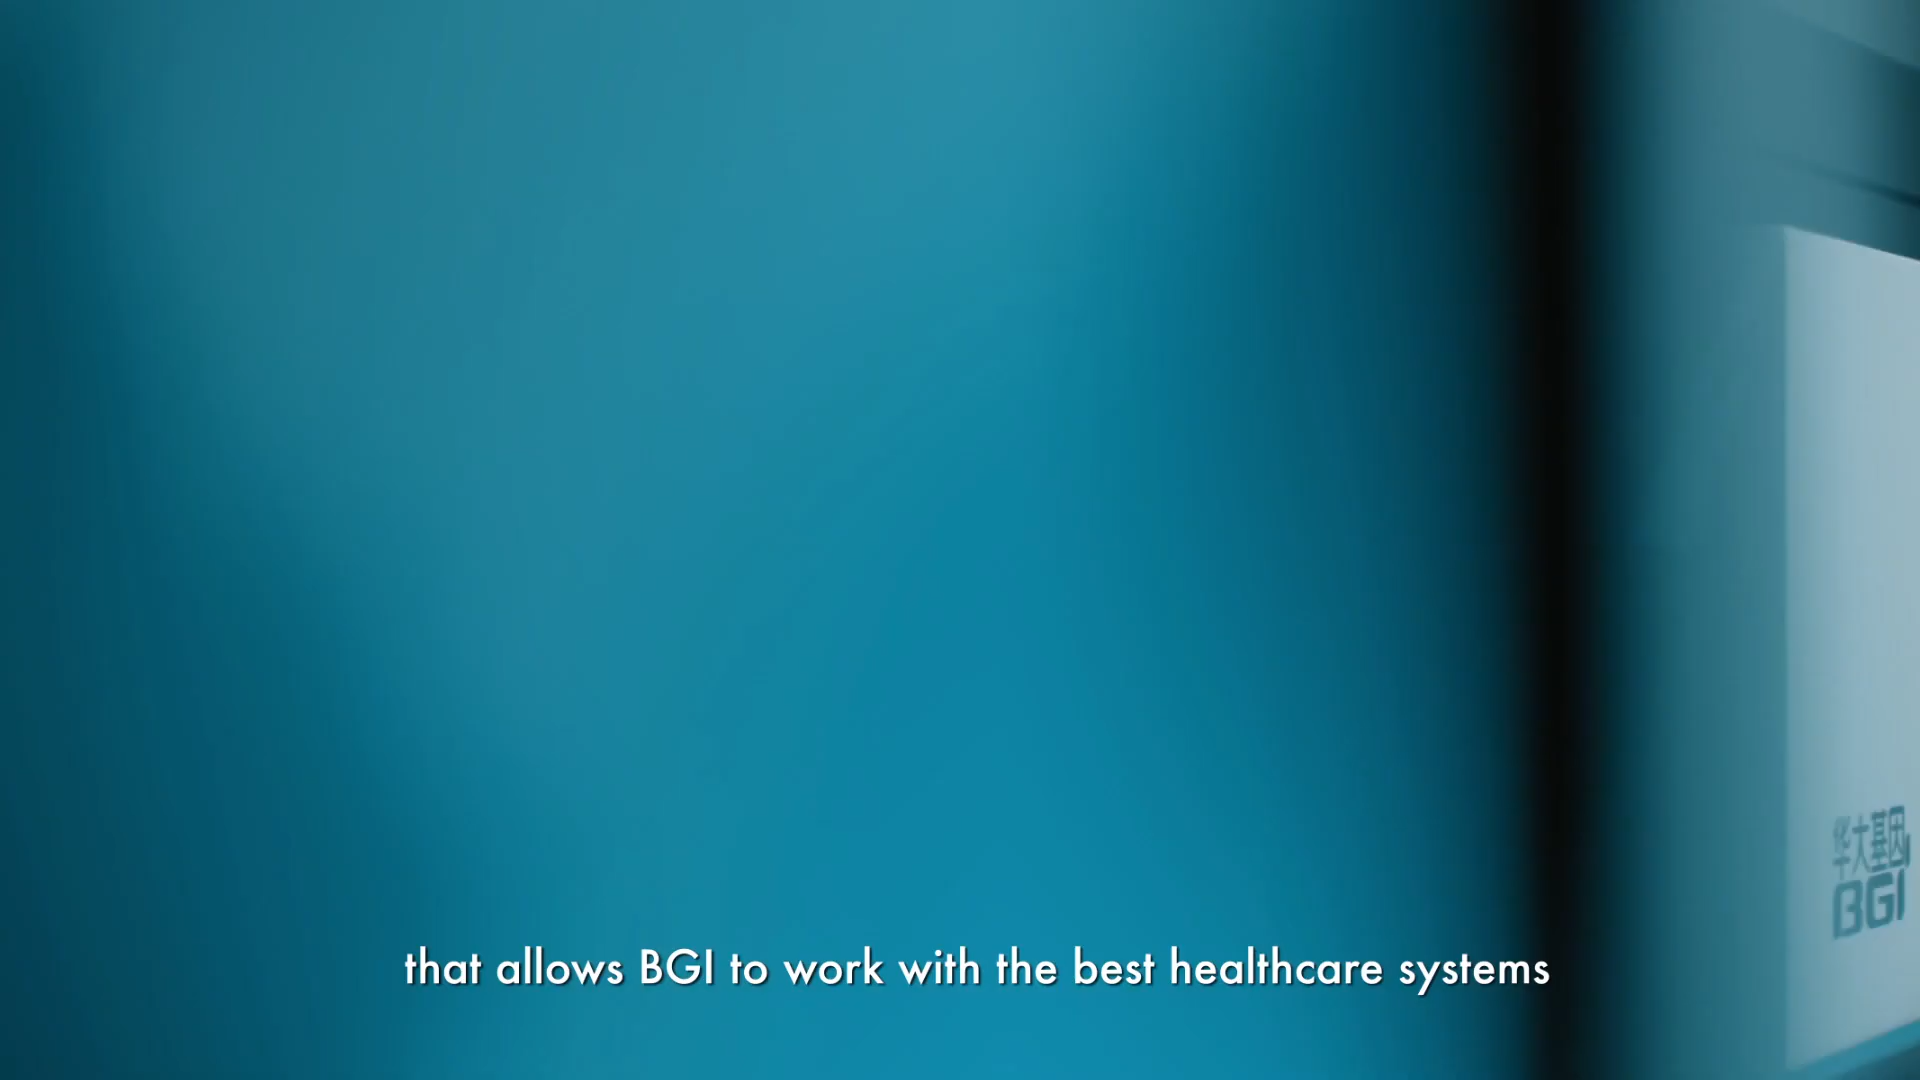 华大基因
BGI
that allows BGI to work with the best healthcare systems